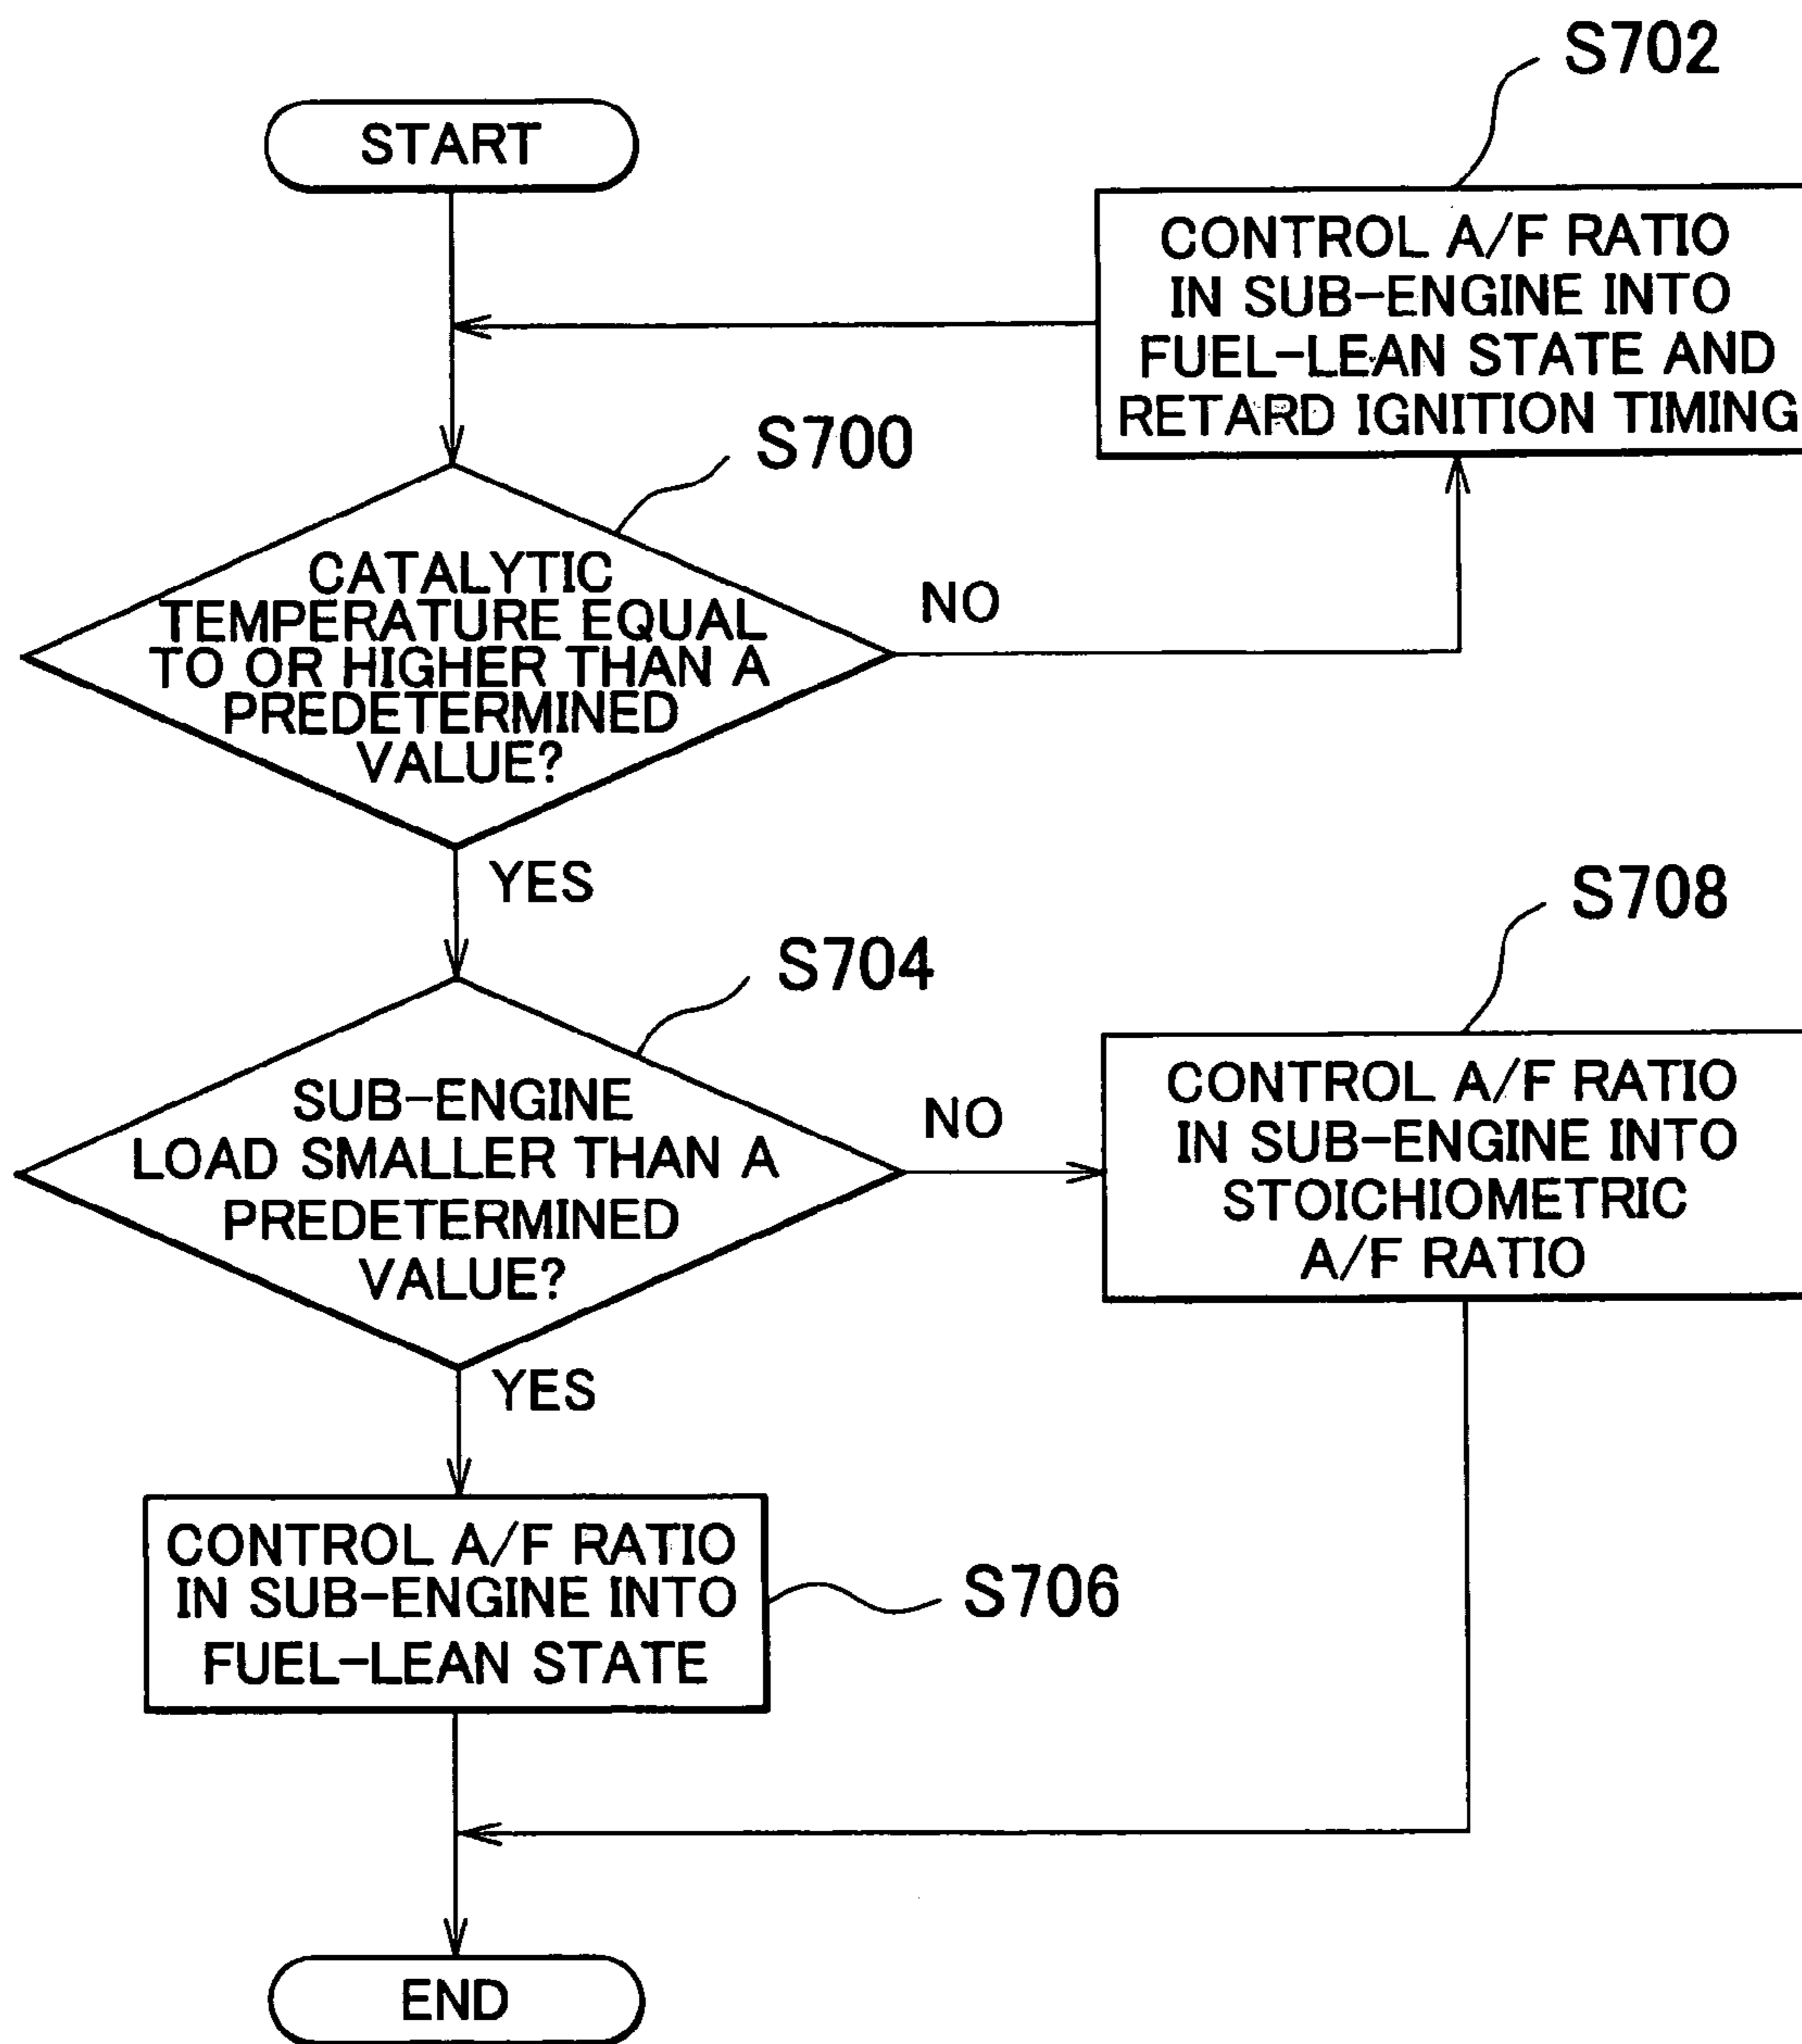 START
S702
CONTROL A/F RATIO
IN SUB-ENGINE INTO
FUEL-LEAN STATE AND
RETARD IGNITION TIMING
S700
CATALYTIC
TEMPERATURE EQUAL
TO OR HIGHER THAN A
PREDETERMINED
VALUE?
NO
YES
S704
SUB-ENGINE
LOAD SMALLER THAN A
PREDETERMINED
VALUE?
NO
S708
CONTROL A/F RATIO
IN SUB-ENGINE INTO
STOICHIOMETRIC
A/F RATIO
YES
CONTROL A/F RATIO
IN SUB-ENGINE INTO
FUEL-LEAN STATE
S706
END